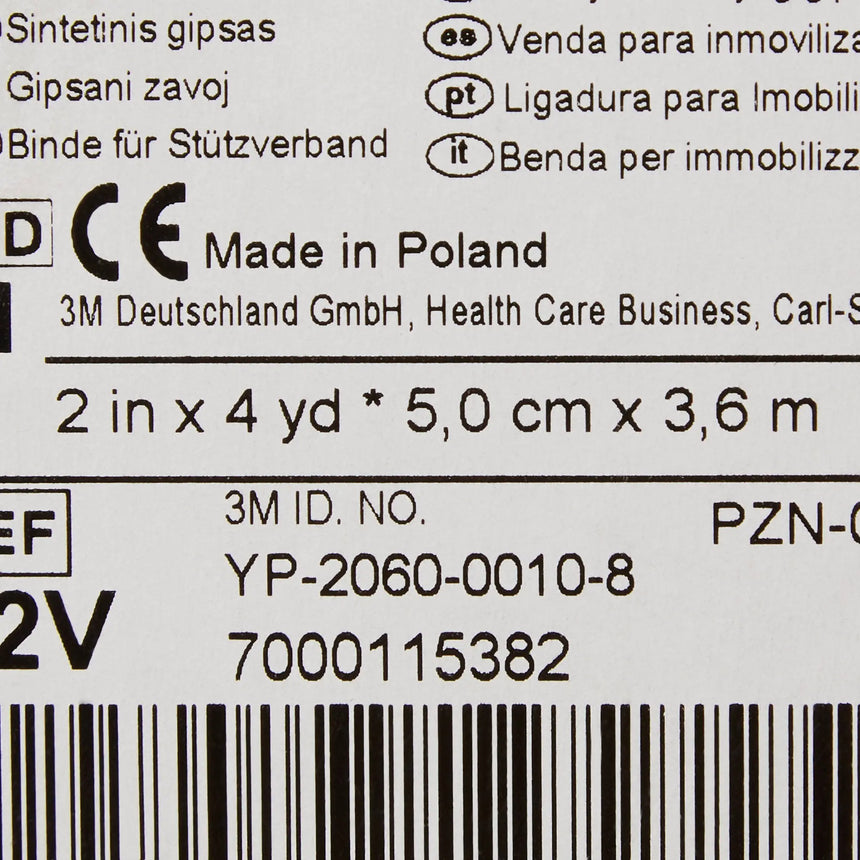 Sintetinis gipsas
es Venda para inmoviliza
Gipsani zavoj
pt Ligadura para Imobili
Binde für Stützverband
it Benda per immobilizz
D CE Made in Poland
3M Deutschland GmbH, Health Care Business, Carl-S
2 in x 4 yd * 5,0 cm x 3,6 m
EF 3M ID. NO.
PZN-0
YP-2060-0010-8
2V
7000115382